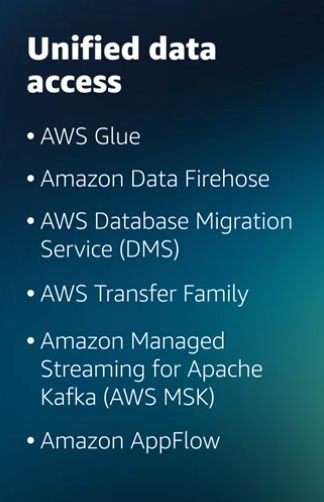 Unified data
access
• AWS Glue
• Amazon Data Firehose
• AWS Database Migration
Service (DMS)
• AWS Transfer Family
• Amazon Managed
Streaming for Apache
Kafka (AWS MSK)
• Amazon AppFlow